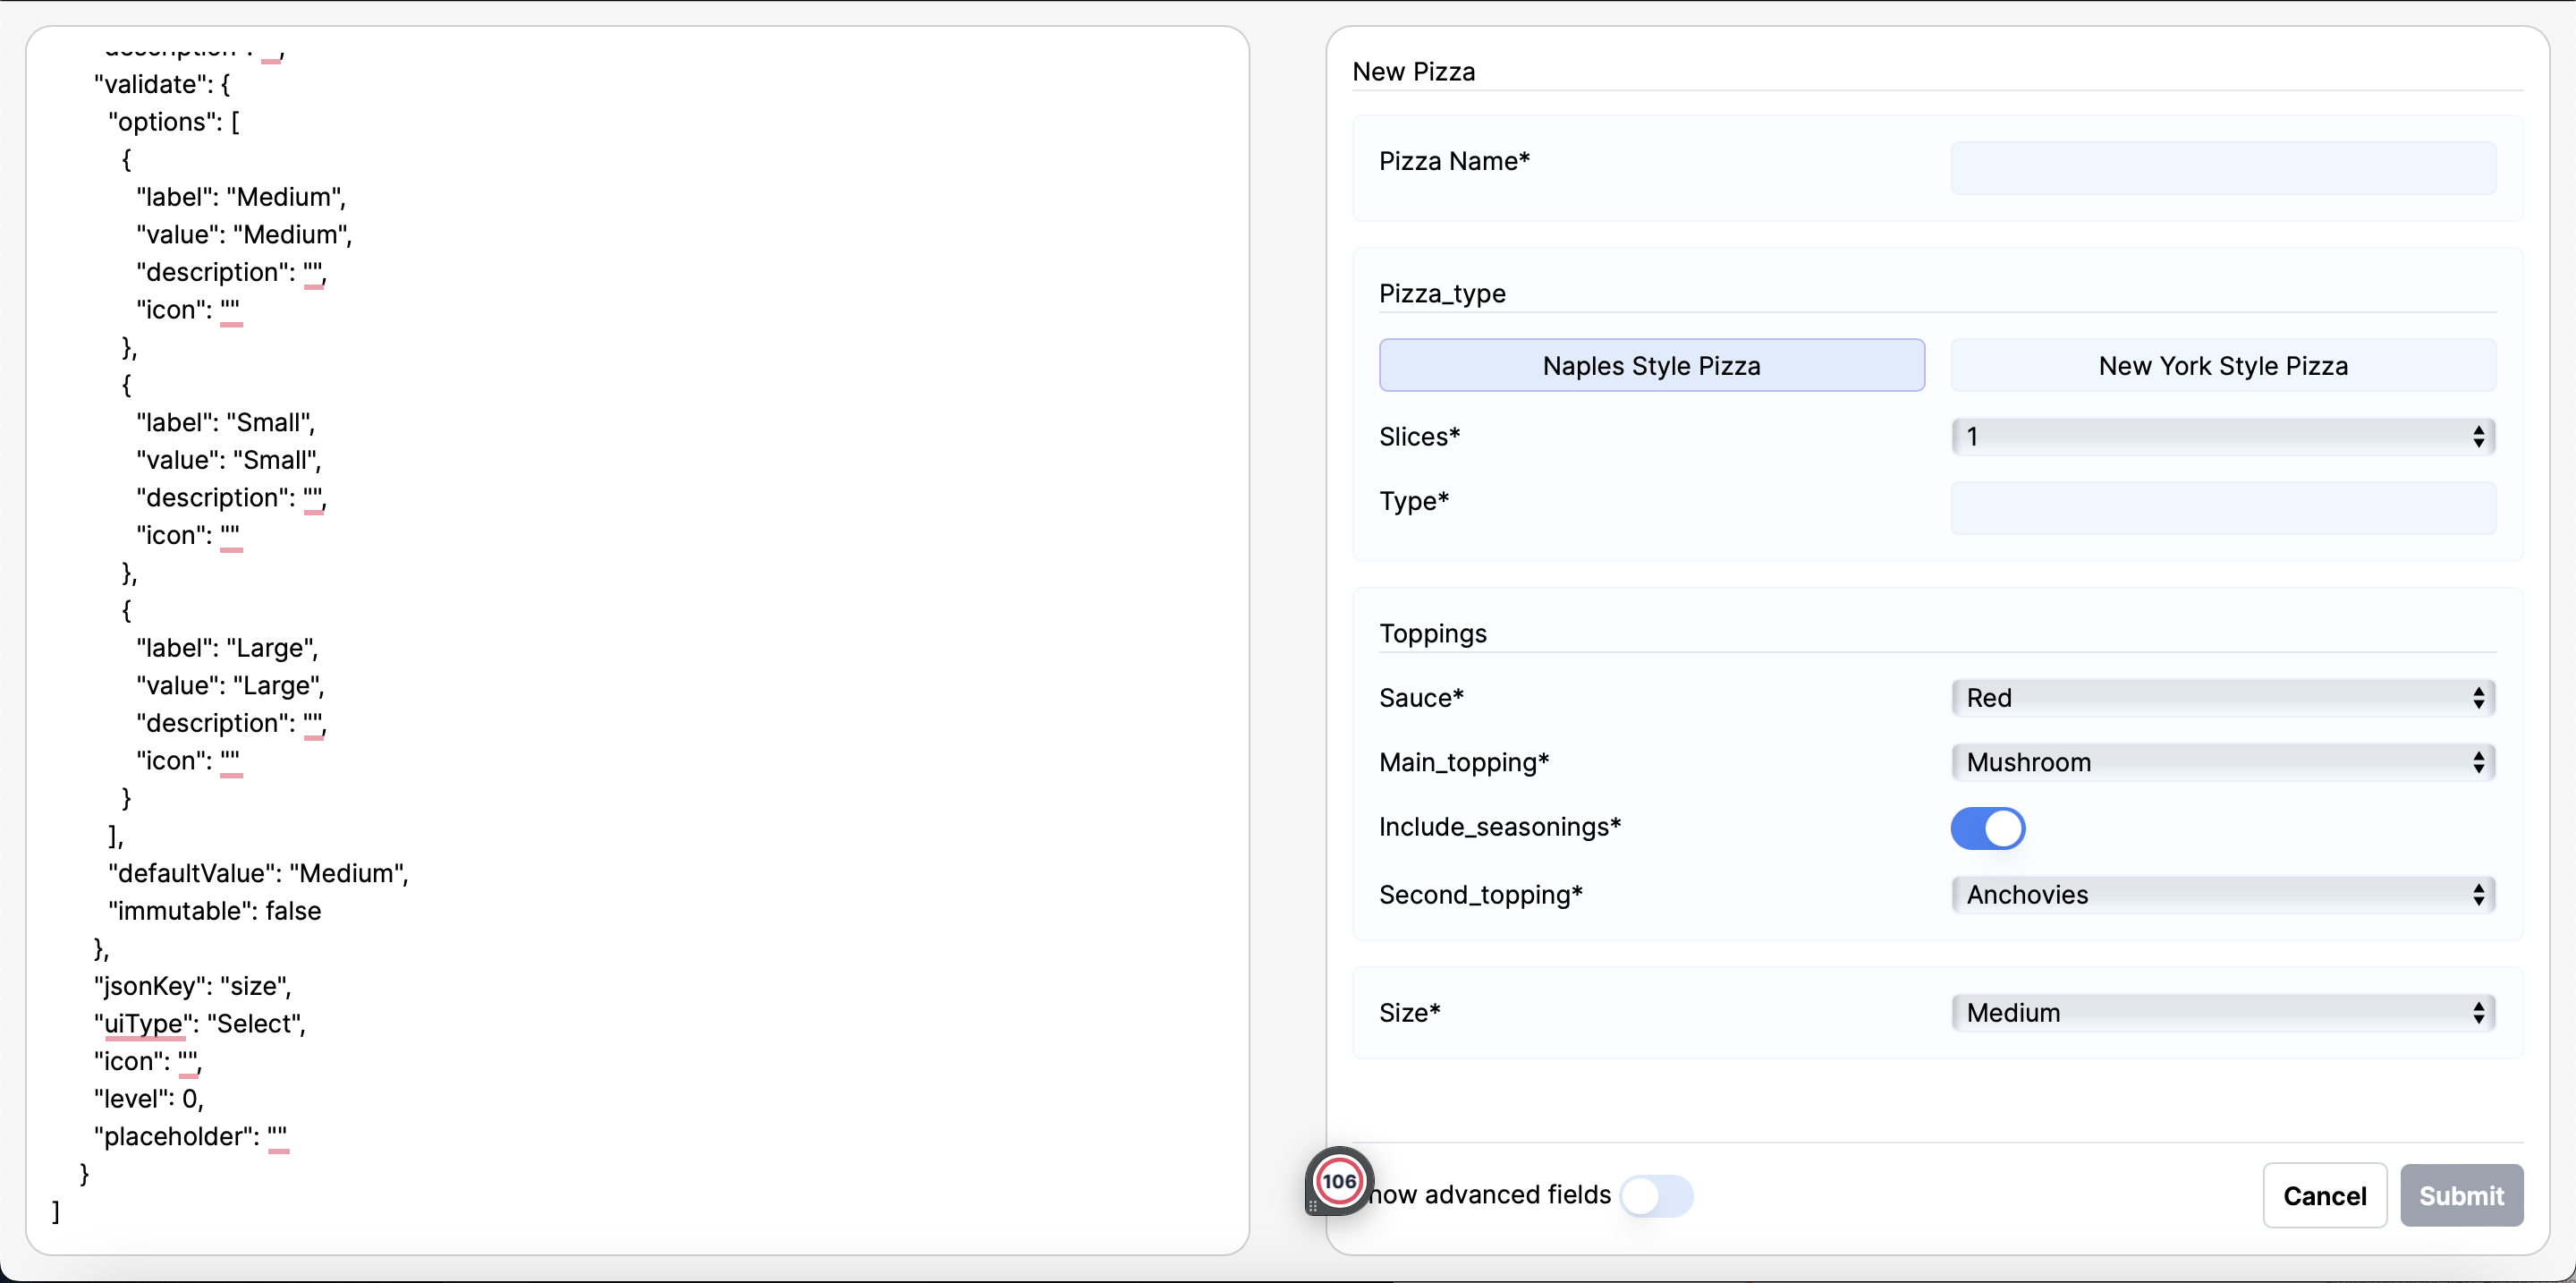 "description": "",
"validate": {
"options": [
{
"label": "Medium",
"value": "Medium",
"description": "",
"icon": ""
},
{
"label": "Small",
"value": "Small",
"description": "",
"icon": ""
},
{
"label": "Large",
"value": "Large",
"description": "",
"icon": ""
}
],
"defaultValue": "Medium",
"immutable": false
},
"jsonKey": "size",
"uiType": "Select",
"icon": "",
"level": 0,
"placeholder": ""
}
]
New Pizza
Pizza Name*
Pizza_type
Naples Style Pizza New York Style Pizza
Slices* 1
Type*
Toppings
Sauce* Red
Main_topping* Mushroom
Include_seasonings*
Second_topping* Anchovies
Size* Medium
106 how advanced fields Cancel Submit